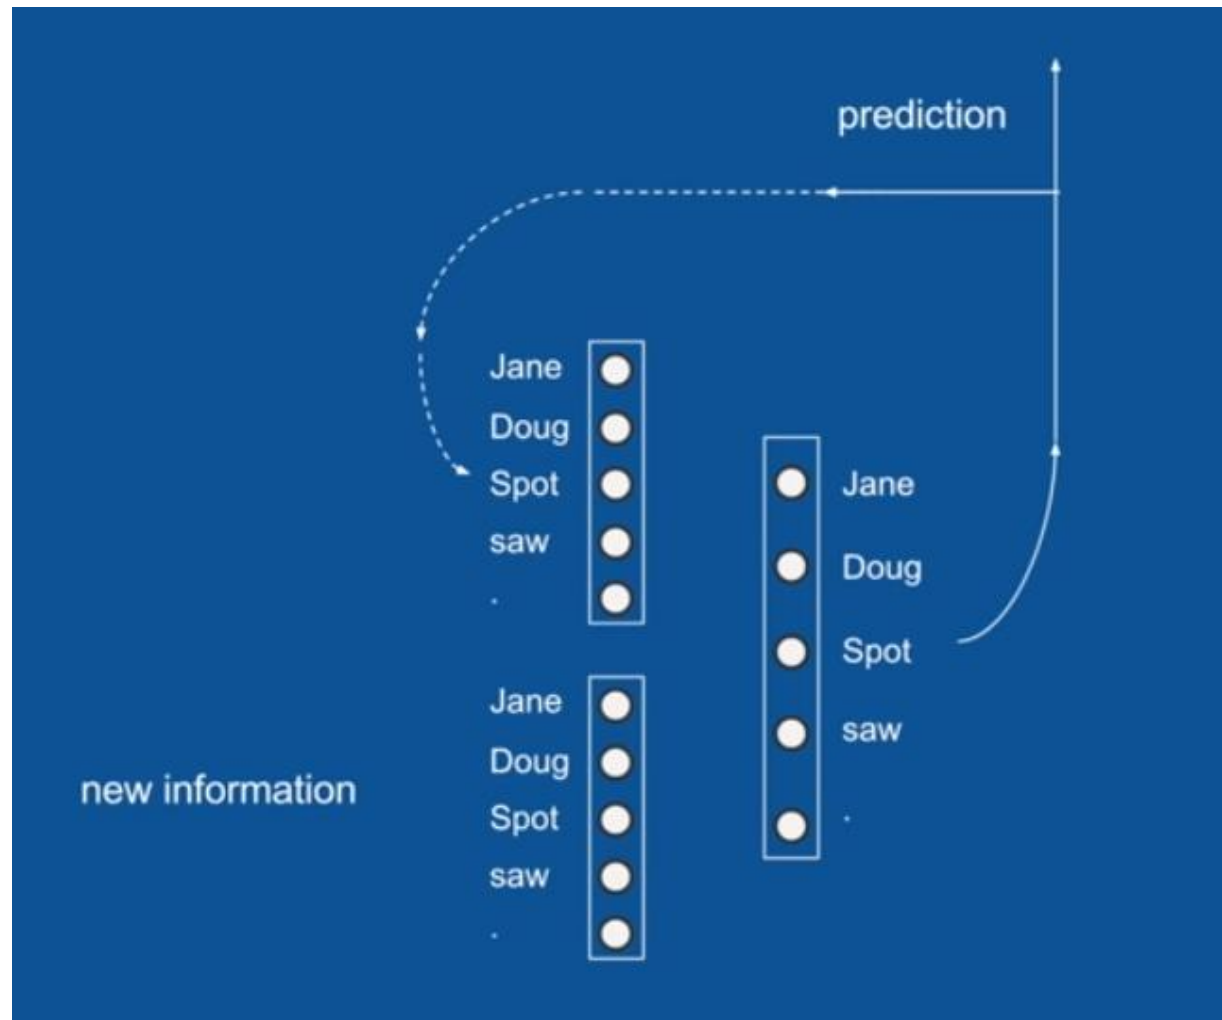 prediction
Jane
Doug
Spot
saw
.
Jane
Doug
Spot
saw
.
new information
Jane
Doug
Spot
saw
.